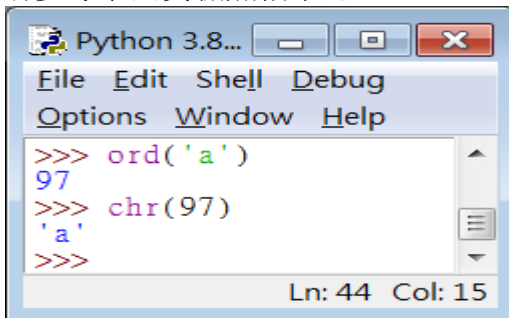 Python 3.8...
File Edit Shell Debug
Options Window Help
>>> ord('a')
97
>>> chr(97)
'a'
>>>
Ln: 44 Col: 15